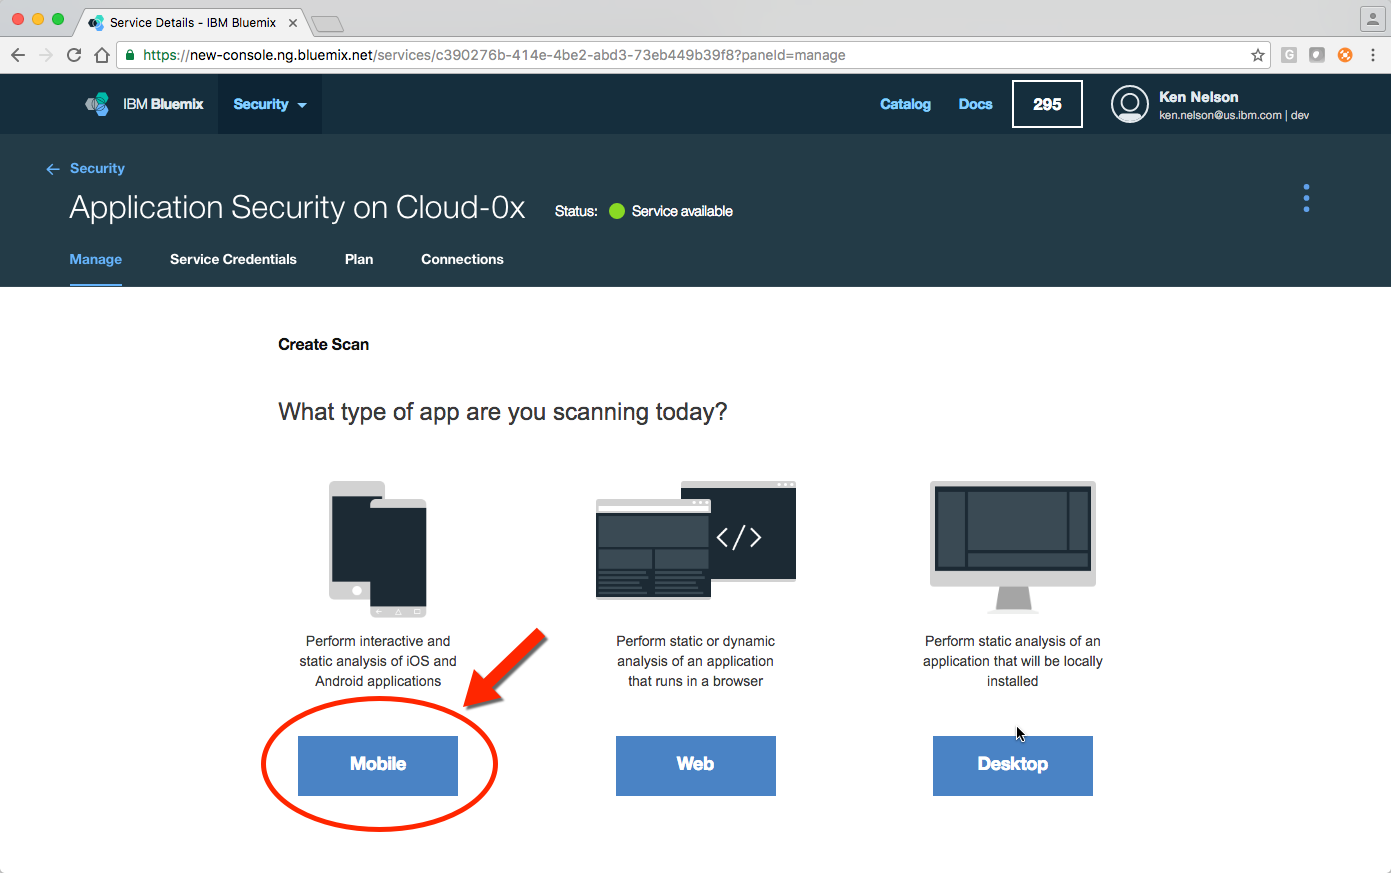 Service Details - IBM Bluemix
https://new-console.ng.bluemix.net/services/c390276b-414e-4be2-abd3-73eb449b39f8?paneId=manage
G
IBM Bluemix Security Catalog Docs 295 Ken Nelson
ken.nelson@us.ibm.com | dev
← Security
Application Security on Cloud-0x Status: Service available
Manage Service Credentials Plan Connections
Create Scan
What type of app are you scanning today?
</>
Perform interactive and
static analysis of iOS and
Android applications
Mobile
Perform static or dynamic
analysis of an application
that runs in a browser
Web
Perform static analysis of an
application that will be locally
installed
Desktop